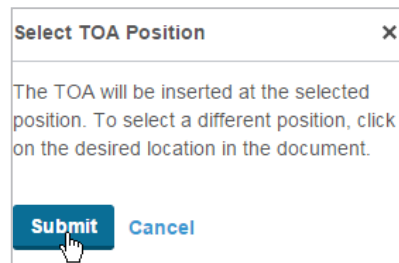 Select TOA Position ×
The TOA will be inserted at the selected
position. To select a different position, click
on the desired location in the document.
Submit Cancel